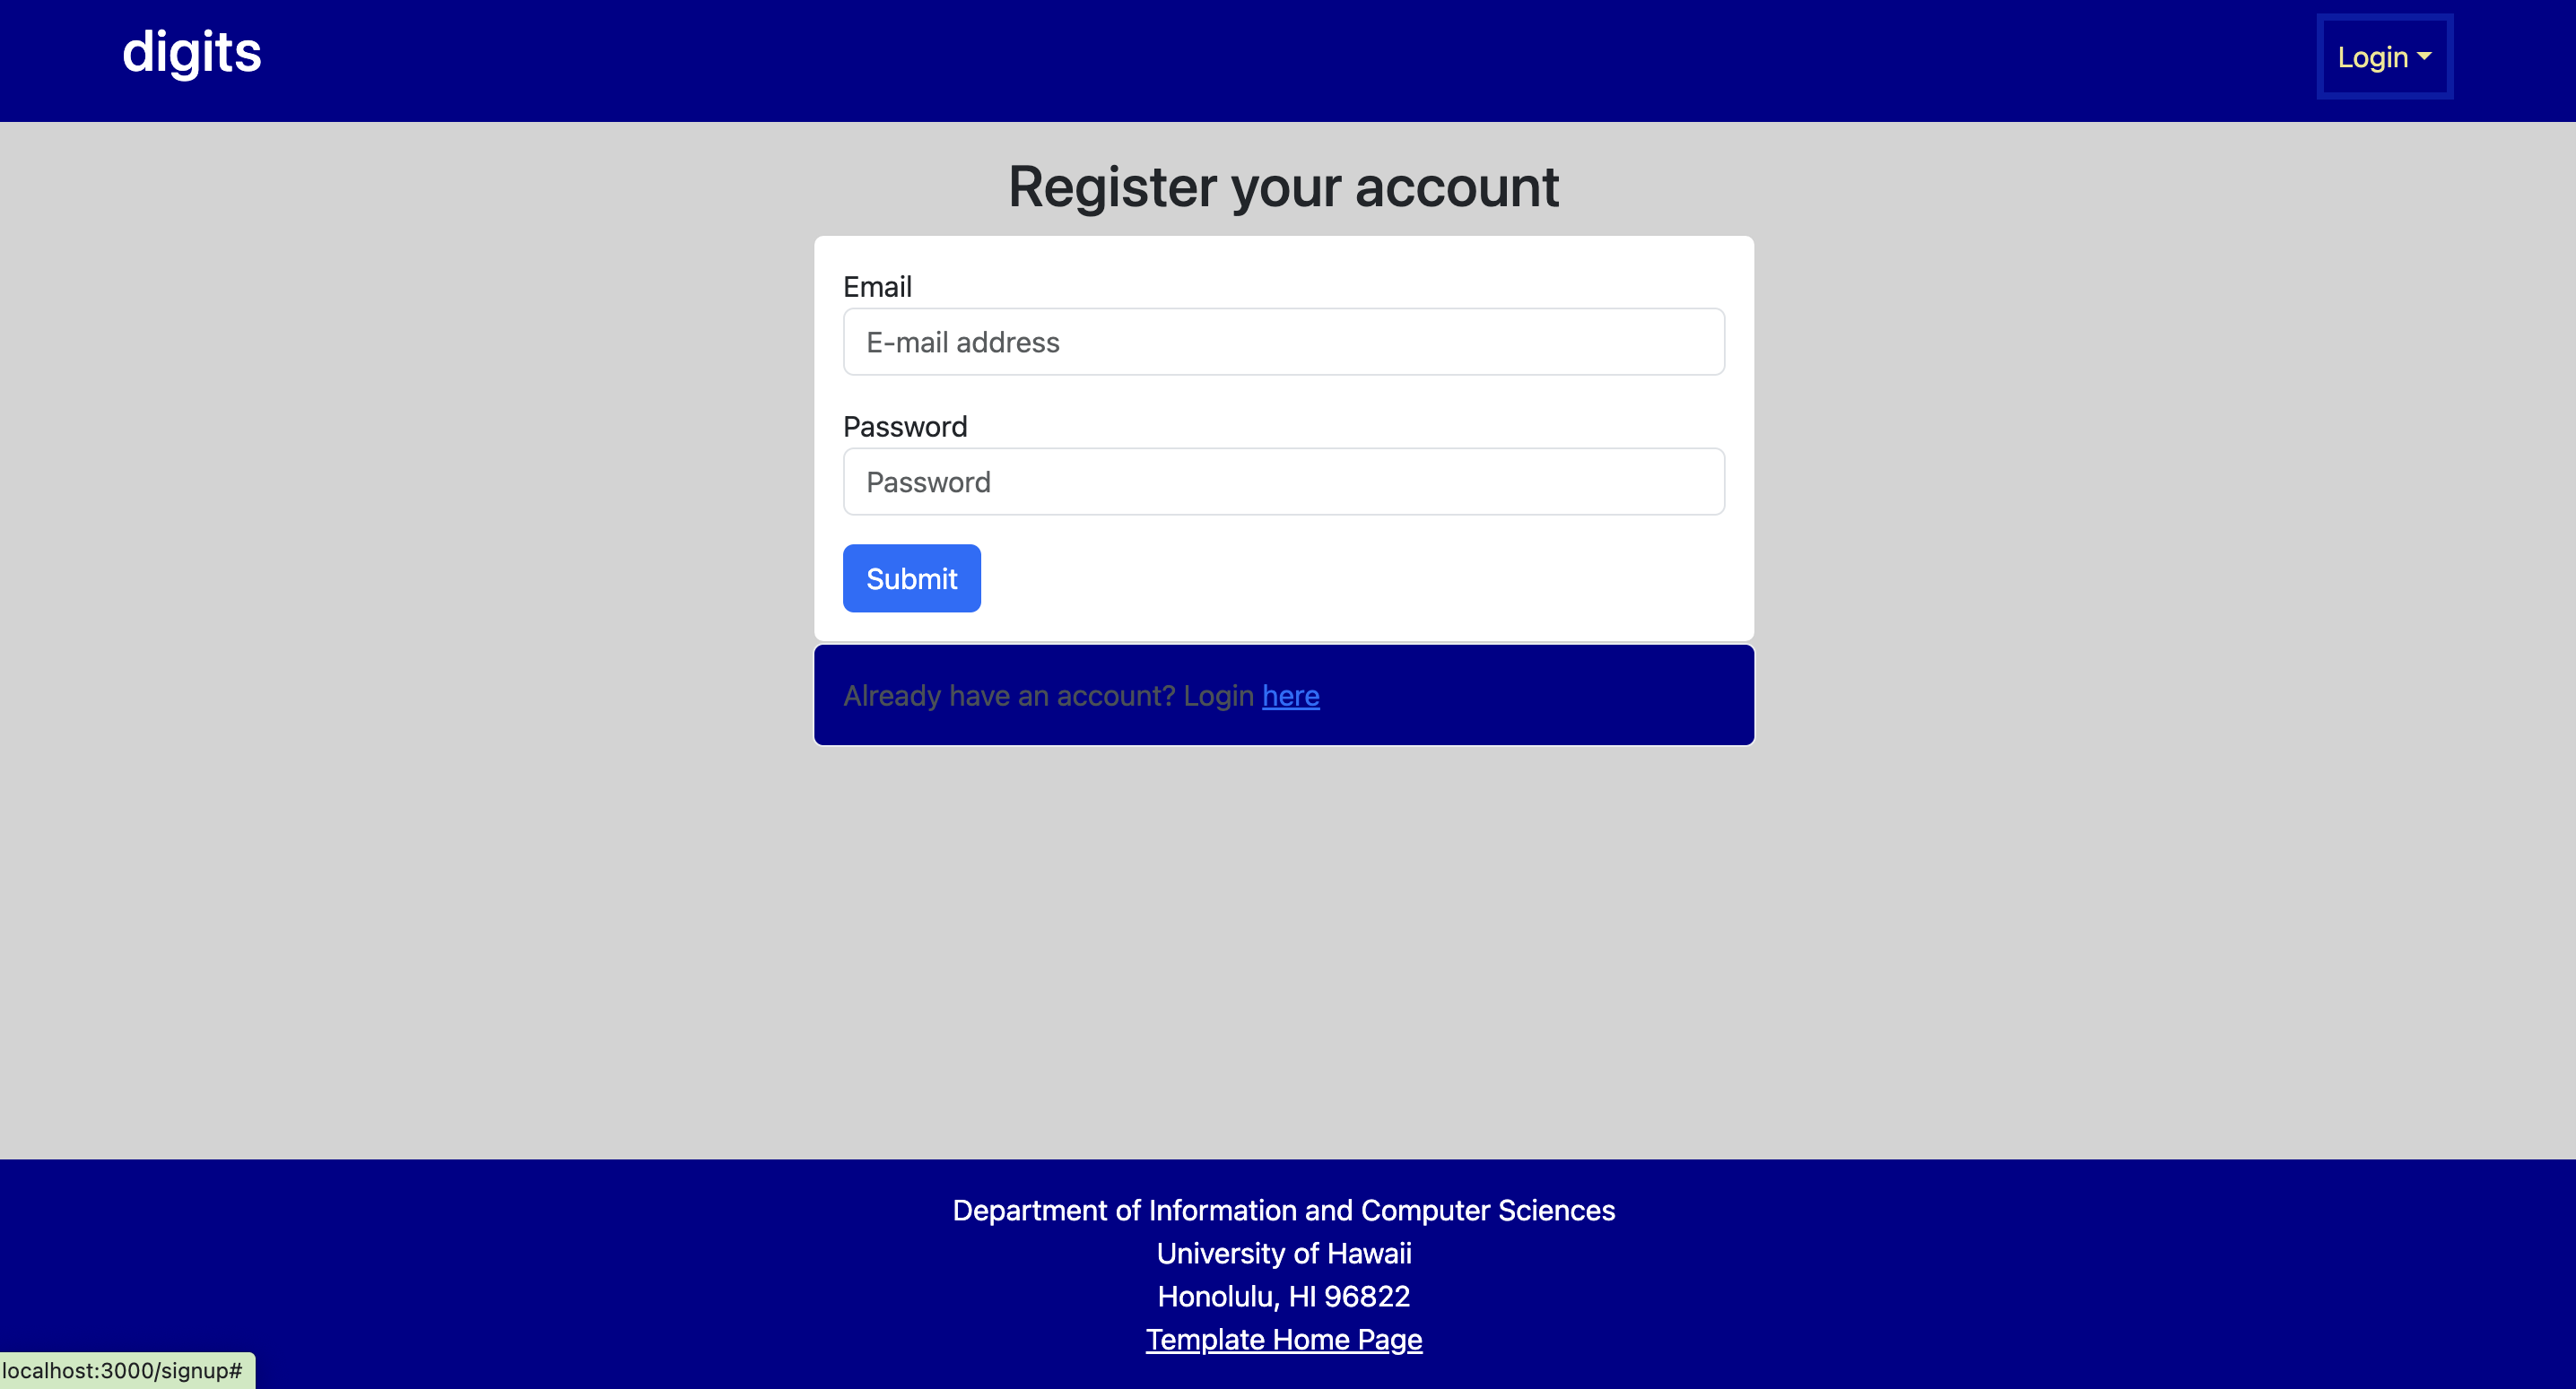 digits
Login
Register your account
Email
E-mail address
Password
Password
Submit
Already have an account? Login here
Department of Information and Computer Sciences
University of Hawaii
Honolulu, HI 96822
Template Home Page
localhost:3000/signup#